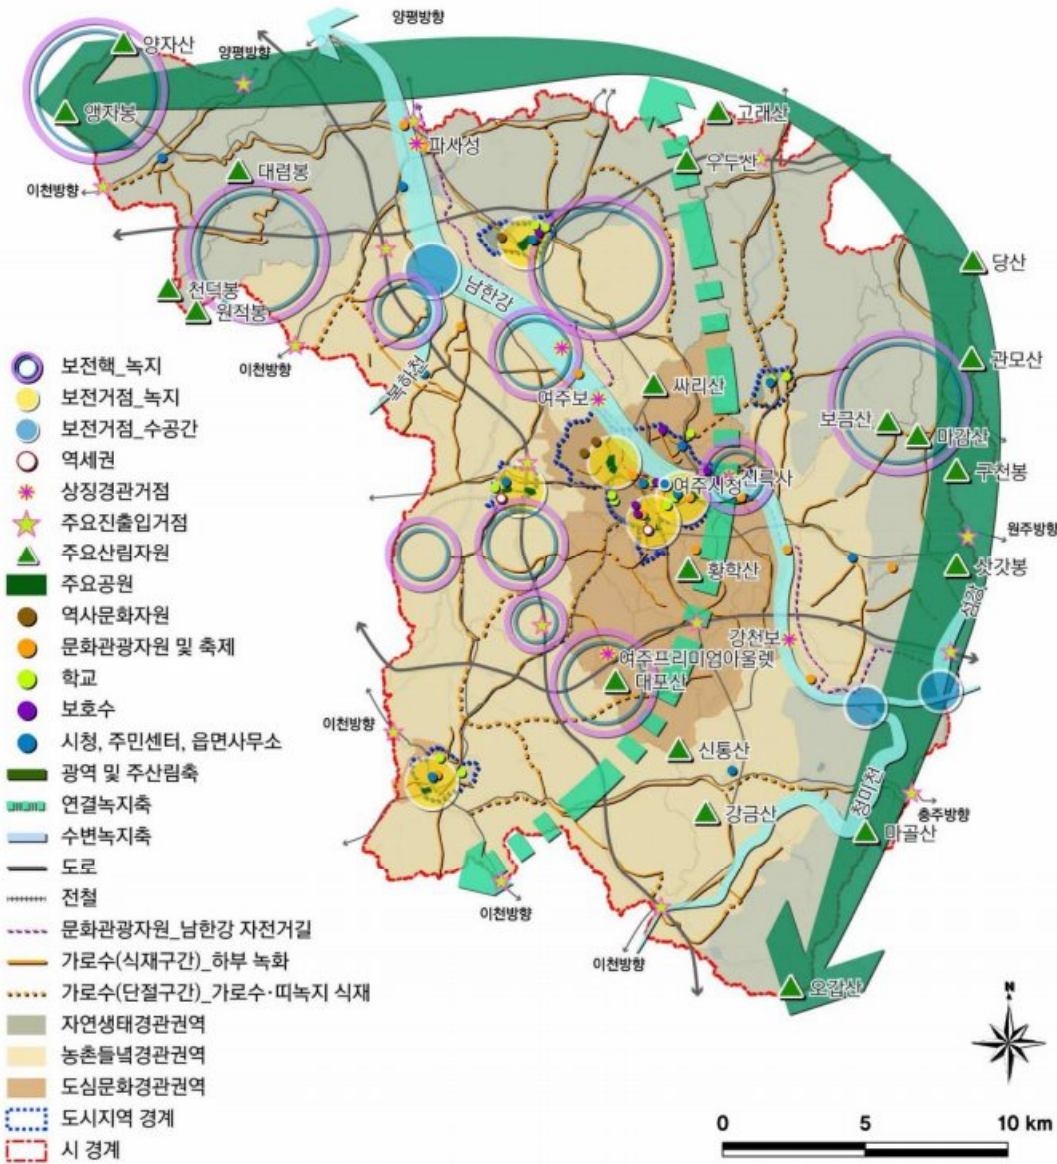 양평방향
양자산
양평방향
앵자봉
고래산
파사성
우두산
이천방향
대렴봉
당산
남한강
천덕봉
원적봉
이천방향
관모산
복하천
여주보
싸리산
보금산
마감산
구천봉
여주시청
신륵사
원주방향
황학산
삿갓봉
섬강
강천보
여주프리미엄아울렛
대포산
이천방향
신통산
청미천
강금산
충주방향
마골산
이천방향
이천방향
오갑산
보전핵_녹지
보전거점_녹지
보전거점_수공간
역세권
상징경관거점
주요진출입거점
주요산림자원
주요공원
역사문화자원
문화관광자원 및 축제
학교
보호수
시청, 주민센터, 읍면사무소
광역 및 주산림축
연결녹지축
수변녹지축
도로
전철
문화관광자원_남한강 자전거길
가로수(식재구간)_하부 녹화
가로수(단절구간)_가로수·띠녹지 식재
자연생태경관권역
농촌들녘경관권역
도심문화경관권역
도시지역 경계
시 경계
N
0 5 10 km